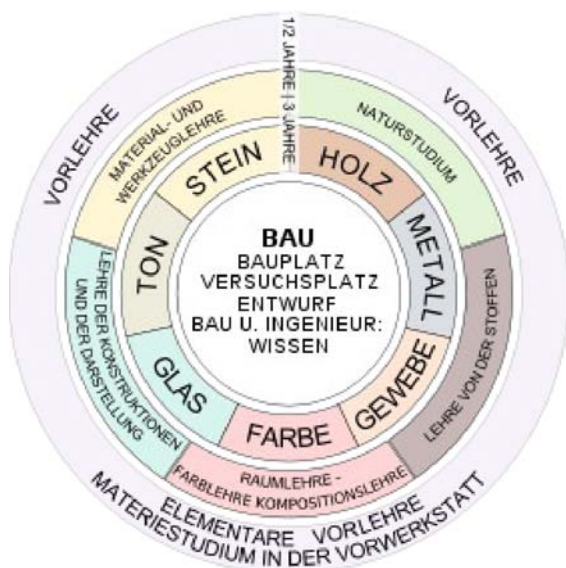 1/2 JAHRE | 3 JAHRE
VORLEHRE
VORLEHRE
ELEMENTARE VORLEHRE
MATERIESTUDIUM IN DER VORWERKSTATT
MATERIAL- UND
WERKZEUGLEHRE
NATURSTUDIUM
LEHRE VON DER STOFFEN
RAUMLEHRE -
FARBLEHRE KOMPOSITIONSLEHRE
LEHRE DER KONSTRUKTIONEN
UND DER DARSTELLUNG
STEIN
HOLZ
METALL
GEWEBE
FARBE
GLAS
TON
BAU
BAUPLATZ
VERSUCHSPLATZ
ENTWURF
BAU U. INGENIEUR:
WISSEN